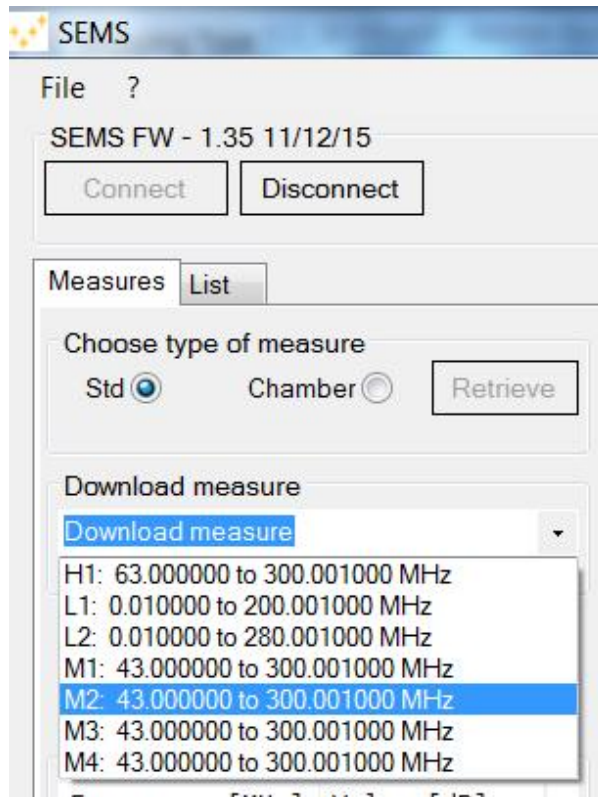 SEMS
File ?
SEMS FW - 1.35 11/12/15
Connect Disconnect
Measures List
Choose type of measure
Std Chamber Retrieve
Download measure
Download measure
H1: 63.000000 to 300.001000 MHz
L1: 0.010000 to 200.001000 MHz
L2: 0.010000 to 280.001000 MHz
M1: 43.000000 to 300.001000 MHz
M2: 43.000000 to 300.001000 MHz
M3: 43.000000 to 300.001000 MHz
M4: 43.000000 to 300.001000 MHz